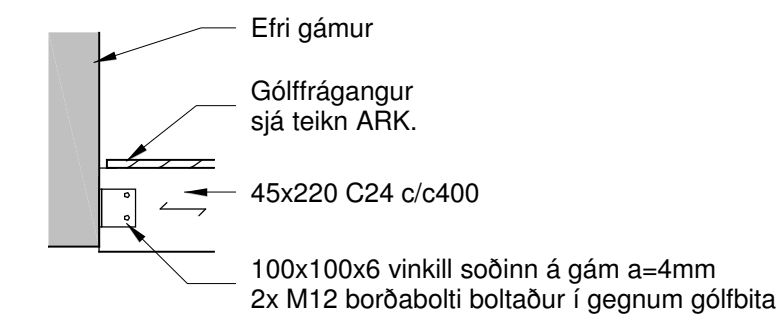 Efri gámur
Gólffrágangur
sjá teikn ARK.
45x220 C24 c/c400
100x100x6 vinkill soðinn á gám a=4mm
2x M12 borðabolti boltaður í gegnum gólfbita